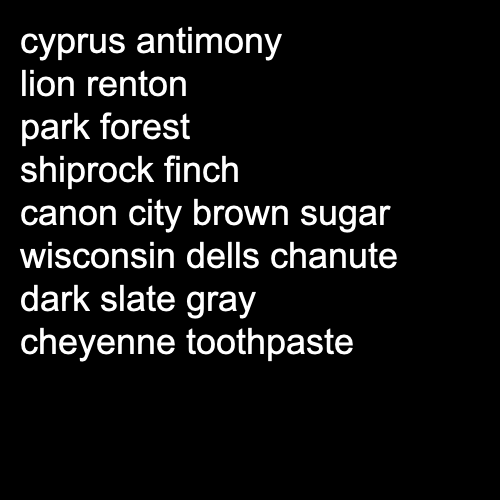 cyprus antimony
lion renton
park forest
shiprock finch
canon city brown sugar
wisconsin dells chanute
dark slate gray
cheyenne toothpaste